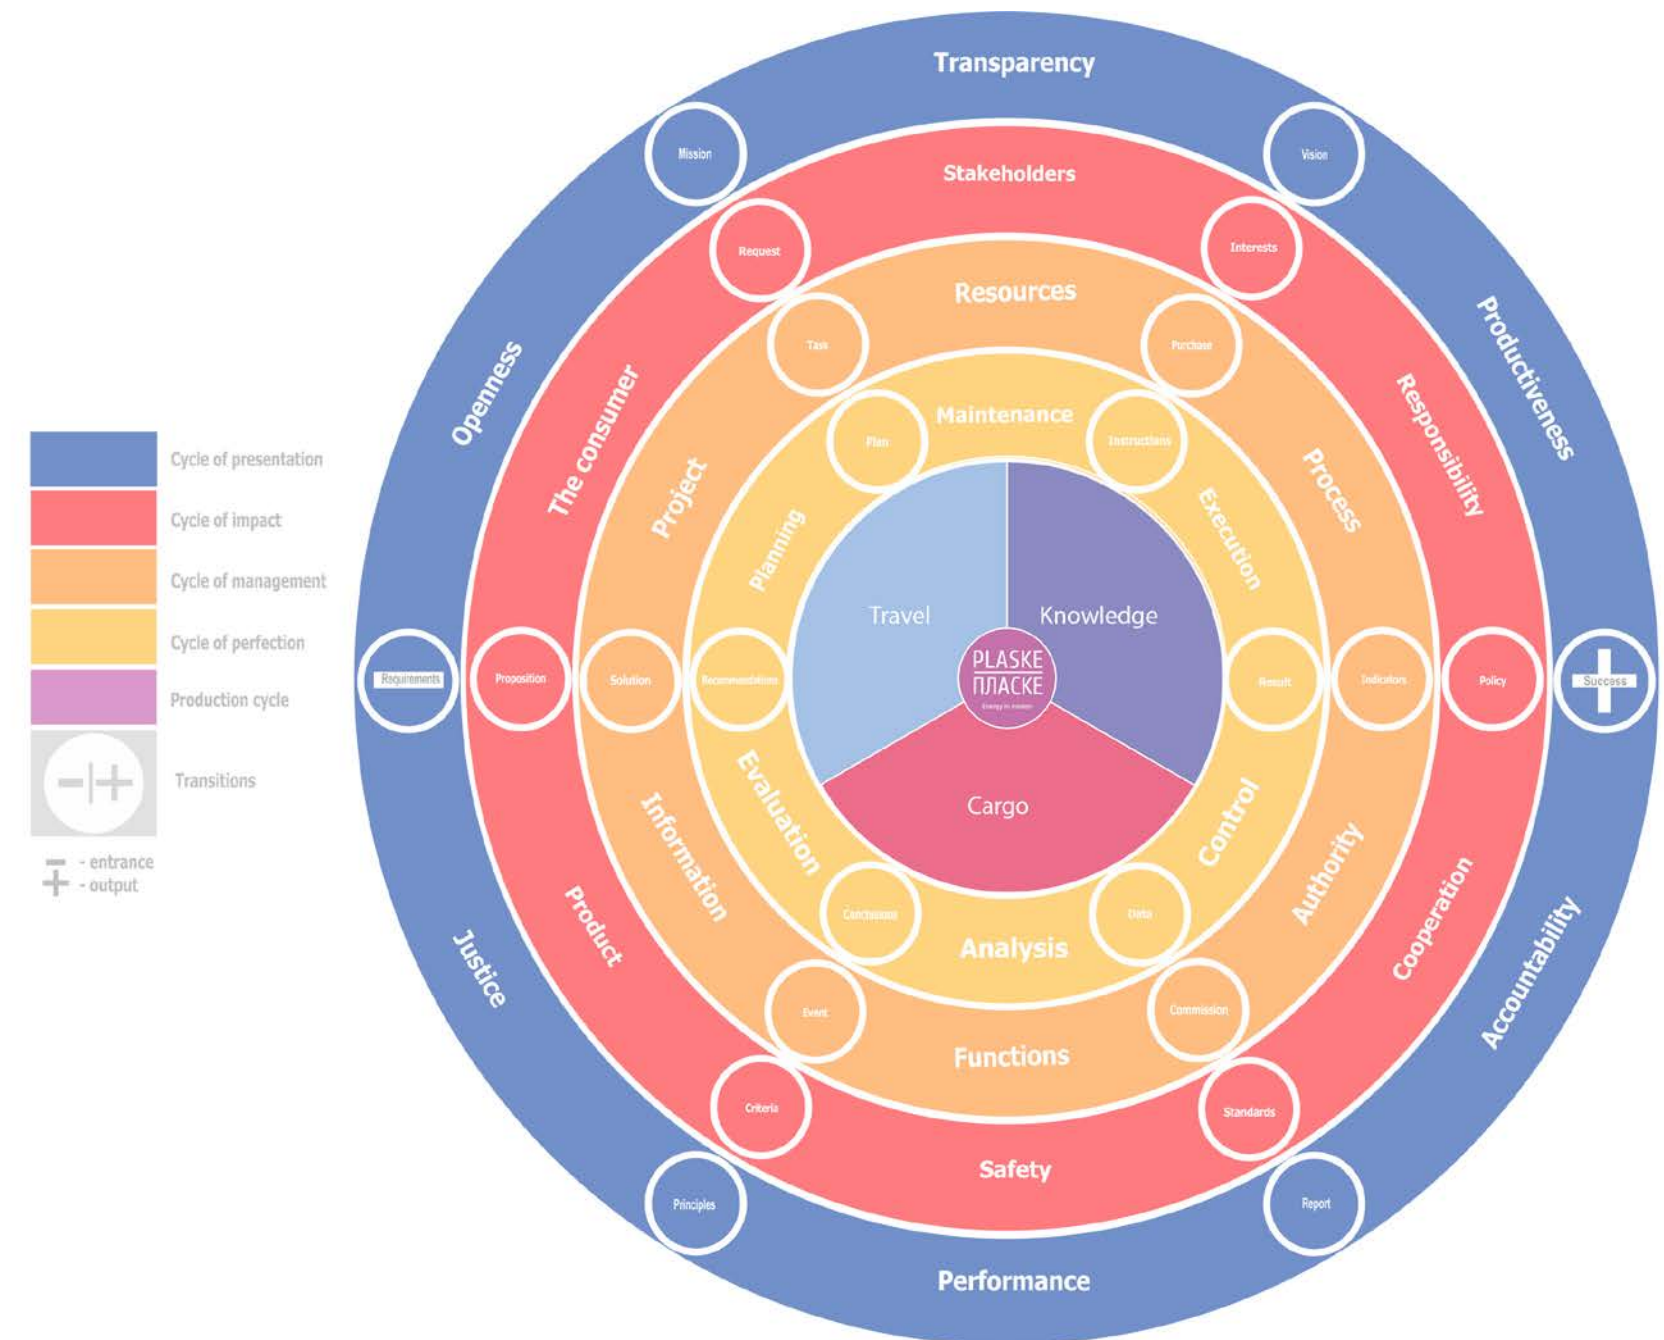 Transparency
Mission
Vision
Stakeholders
Request
Interests
Resources
Task
Purchase
Openness
Productiveness
The consumer
Responsibility
Maintenance
Plan
Instructions
Project
Process
Planning
Execution
Cycle of presentation
Cycle of impact
Cycle of management
Cycle of perfection
Production cycle
Transitions
- entrance
- output
Travel
Knowledge
PLASKE
ПЛАСКЕ
Energy in motion
Cargo
Requirements
Proposition
Solution
Recommendations
Result
Indicators
Policy
Success
Evaluation
Control
Information
Authority
Product
Cooperation
Justice
Accountability
Conclusions
Data
Analysis
Event
Commission
Functions
Criteria
Standards
Safety
Principles
Report
Performance